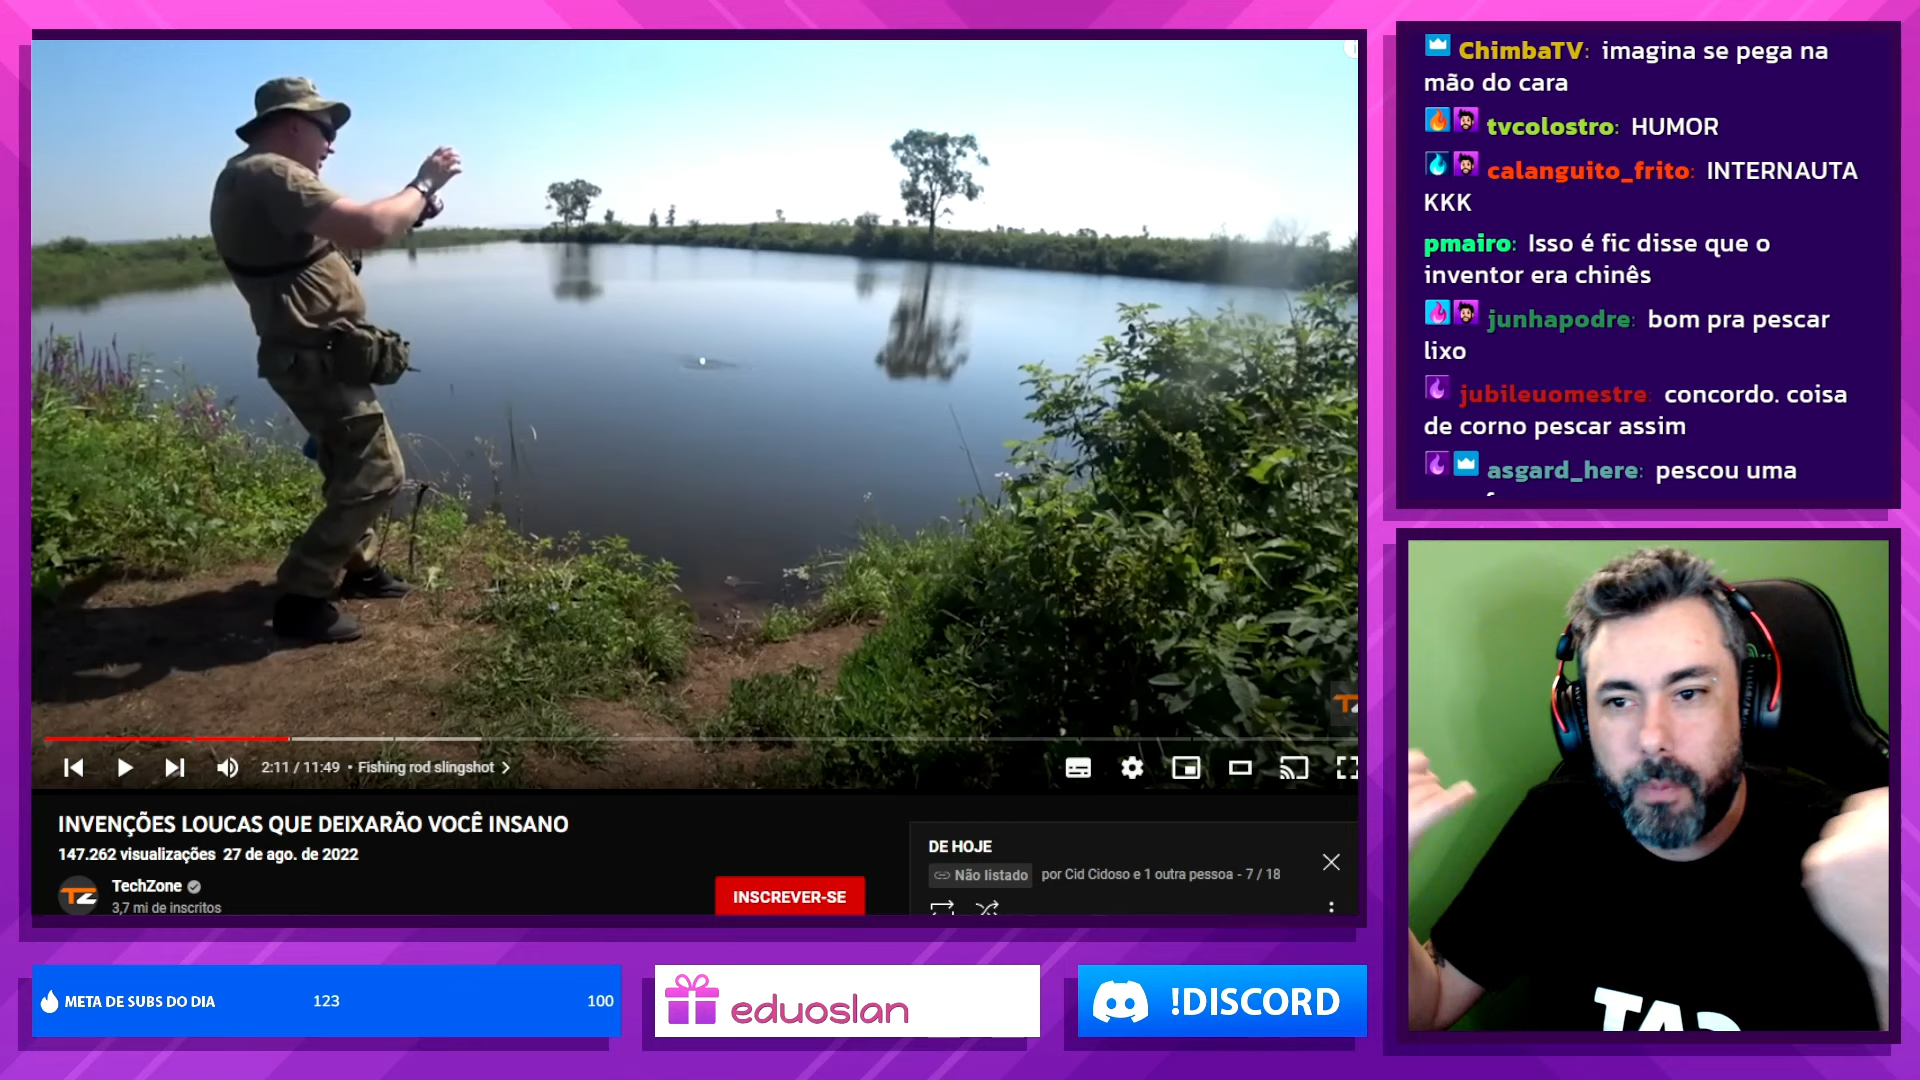 ChimbaTV: imagina se pega na
mão do cara
tvcolostro: HUMOR
calanguito_frito: INTERNAUTA
KKK
pmairo: Isso é fic disse que o
inventor era chinês
junhapodre: bom pra pescar
lixo
jubileuomestre: concordo. coisa
de corno pescar assim
asgard_here: pescou uma
TZ
2:11 / 11:49 • Fishing rod slingshot
INVENÇÕES LOUCAS QUE DEIXARÃO VOCÊ INSANO
147.262 visualizações 27 de ago. de 2022
TZ
TechZone
3,7 mi de inscritos
INSCREVER-SE
DE HOJE
Não listado por Cid Cidoso e 1 outra pessoa - 7 / 18
META DE SUBS DO DIA 123 100
eduoslan
!DISCORD